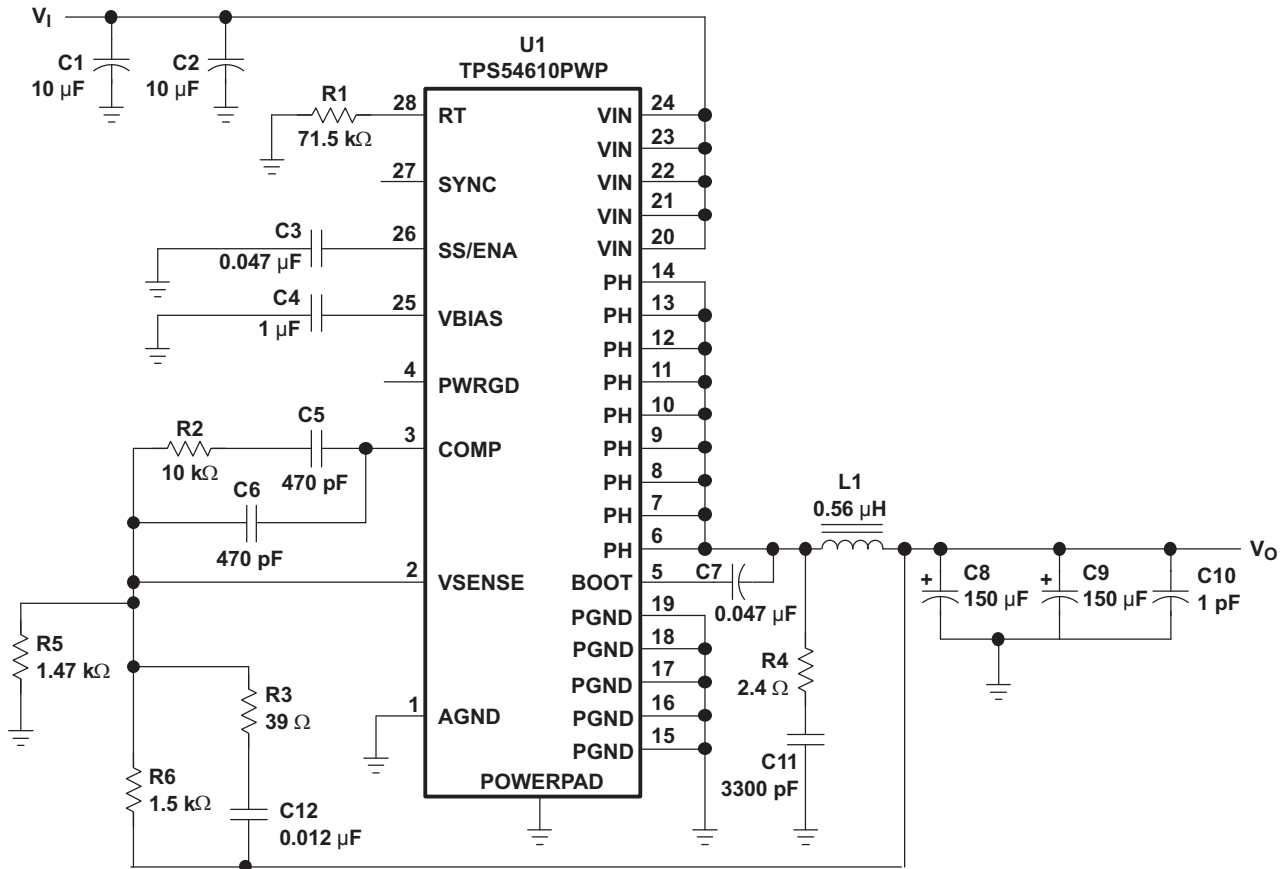 VI
C1
10 µF
C2
10 µF
U1
TPS54610PWP
R1
71.5 kΩ
28 RT
27 SYNC
C3
0.047 µF
26 SS/ENA
C4
1 µF
25 VBIAS
4 PWRGD
R2
10 kΩ
C5
470 pF
3 COMP
C6
470 pF
2 VSENSE
R5
1.47 kΩ
R3
39 Ω
1 AGND
R6
1.5 kΩ
C12
0.012 µF
POWERPAD
VIN 24
VIN 23
VIN 22
VIN 21
VIN 20
PH 14
PH 13
PH 12
PH 11
PH 10
PH 9
PH 8
PH 7
PH 6
BOOT 5
PGND 19
PGND 18
PGND 17
PGND 16
PGND 15
C7
0.047 µF
L1
0.56 µH
R4
2.4 Ω
C11
3300 pF
+ C8
150 µF
+ C9
150 µF
C10
1 pF
VO